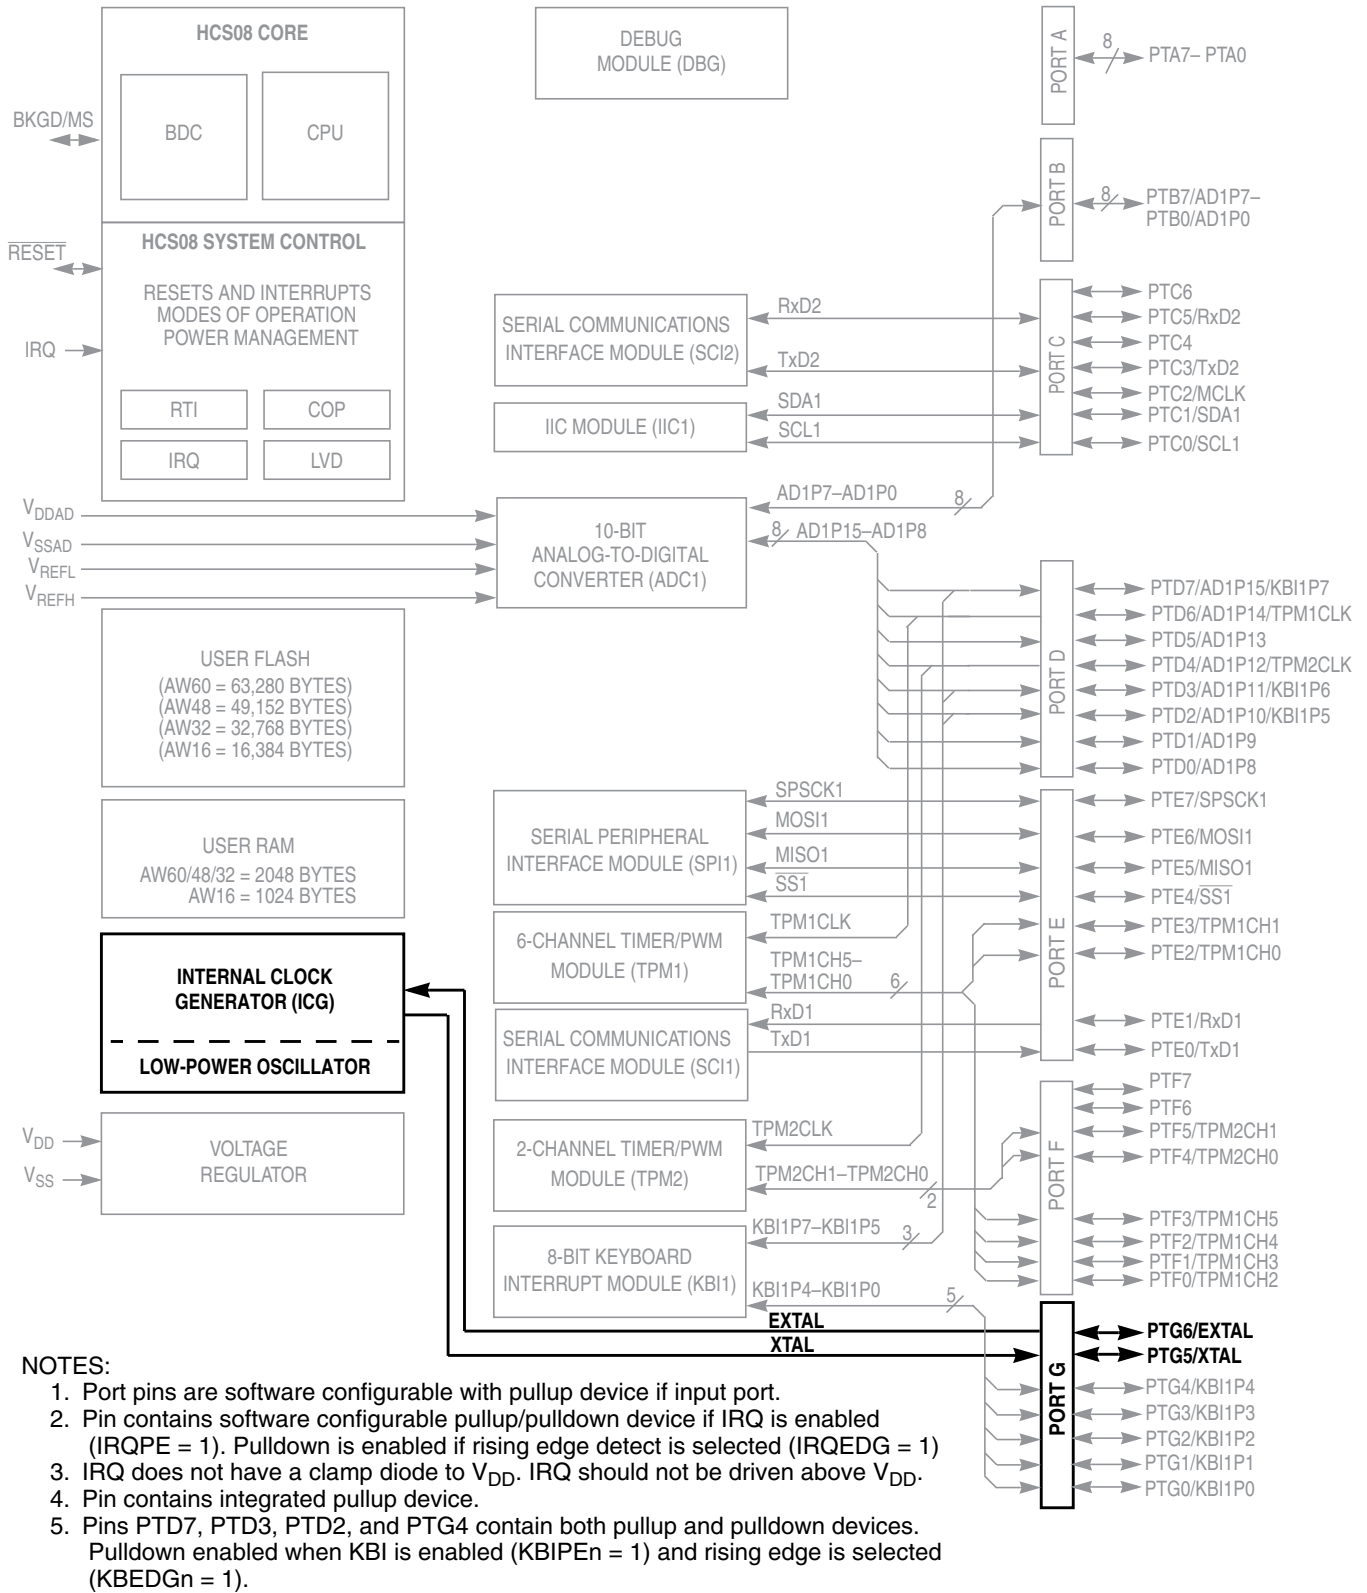 HCS08 CORE
BDC
CPU
BKGD/MS
HCS08 SYSTEM CONTROL
RESET
RESETS AND INTERRUPTS
MODES OF OPERATION
POWER MANAGEMENT
IRQ
RTI
COP
IRQ
LVD
VDDAD
VSSAD
VREFL
VREFH
USER FLASH
(AW60 = 63,280 BYTES)
(AW48 = 49,152 BYTES)
(AW32 = 32,768 BYTES)
(AW16 = 16,384 BYTES)
USER RAM
AW60/48/32 = 2048 BYTES
AW16 = 1024 BYTES
INTERNAL CLOCK
GENERATOR (ICG)
LOW-POWER OSCILLATOR
VDD
VSS
VOLTAGE
REGULATOR
DEBUG
MODULE (DBG)
SERIAL COMMUNICATIONS
INTERFACE MODULE (SCI2)
RxD2
TxD2
IIC MODULE (IIC1)
SDA1
SCL1
10-BIT
ANALOG-TO-DIGITAL
CONVERTER (ADC1)
AD1P7–AD1P0
8
8
AD1P15–AD1P8
SERIAL PERIPHERAL
INTERFACE MODULE (SPI1)
SPSCK1
MOSI1
MISO1
SS1
6-CHANNEL TIMER/PWM
MODULE (TPM1)
TPM1CLK
TPM1CH5–
TPM1CH0
6
SERIAL COMMUNICATIONS
INTERFACE MODULE (SCI1)
RxD1
TxD1
2-CHANNEL TIMER/PWM
MODULE (TPM2)
TPM2CLK
TPM2CH1–TPM2CH0
2
8-BIT KEYBOARD
INTERRUPT MODULE (KBI1)
KBI1P7–KBI1P5
3
KBI1P4–KBI1P0
5
EXTAL
XTAL
PORT A
8
PTA7– PTA0
PORT B
8
PTB7/AD1P7–
PTB0/AD1P0
PORT C
PTC6
PTC5/RxD2
PTC4
PTC3/TxD2
PTC2/MCLK
PTC1/SDA1
PTC0/SCL1
PORT D
PTD7/AD1P15/KBI1P7
PTD6/AD1P14/TPM1CLK
PTD5/AD1P13
PTD4/AD1P12/TPM2CLK
PTD3/AD1P11/KBI1P6
PTD2/AD1P10/KBI1P5
PTD1/AD1P9
PTD0/AD1P8
PORT E
PTE7/SPSCK1
PTE6/MOSI1
PTE5/MISO1
PTE4/SS1
PTE3/TPM1CH1
PTE2/TPM1CH0
PTE1/RxD1
PTE0/TxD1
PORT F
PTF7
PTF6
PTF5/TPM2CH1
PTF4/TPM2CH0
PTF3/TPM1CH5
PTF2/TPM1CH4
PTF1/TPM1CH3
PTF0/TPM1CH2
PORT G
PTG6/EXTAL
PTG5/XTAL
PTG4/KBI1P4
PTG3/KBI1P3
PTG2/KBI1P2
PTG1/KBI1P1
PTG0/KBI1P0
NOTES:
1. Port pins are software configurable with pullup device if input port.
2. Pin contains software configurable pullup/pulldown device if IRQ is enabled
(IRQPE = 1). Pulldown is enabled if rising edge detect is selected (IRQEDG = 1)
3. IRQ does not have a clamp diode to VDD. IRQ should not be driven above VDD.
4. Pin contains integrated pullup device.
5. Pins PTD7, PTD3, PTD2, and PTG4 contain both pullup and pulldown devices.
Pulldown enabled when KBI is enabled (KBIPEn = 1) and rising edge is selected
(KBEDGn = 1).